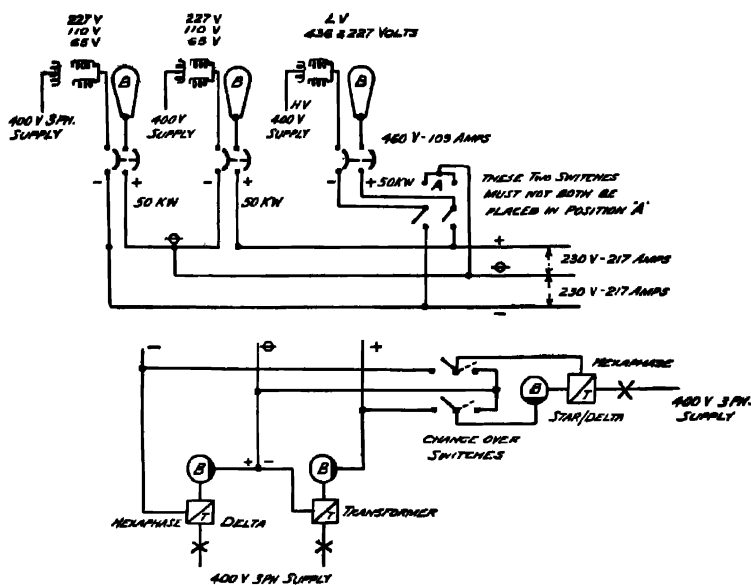 227 V
110 V
65 V
227 V
110 V
65 V
LV
436 & 227 VOLTS
B
B
B
400 V 3 PH.
SUPPLY
400 V
SUPPLY
HV
400 V
SUPPLY
460 V - 109 AMPS
- +
- +
- +
50 KW
50 KW
50 KW
A
THESE TWO SWITCHES
MUST NOT BOTH BE
PLACED IN POSITION "A"
+
230 V - 217 AMPS
230 V - 217 AMPS
-
- +
HEXAPHASE
B
T
STAR/DELTA
400 V 3 PH.
SUPPLY
CHANGE OVER
SWITCHES
B
+ -
B
HEXAPHASE
T
DELTA
T
TRANSFORMER
400 V 3 PH SUPPLY